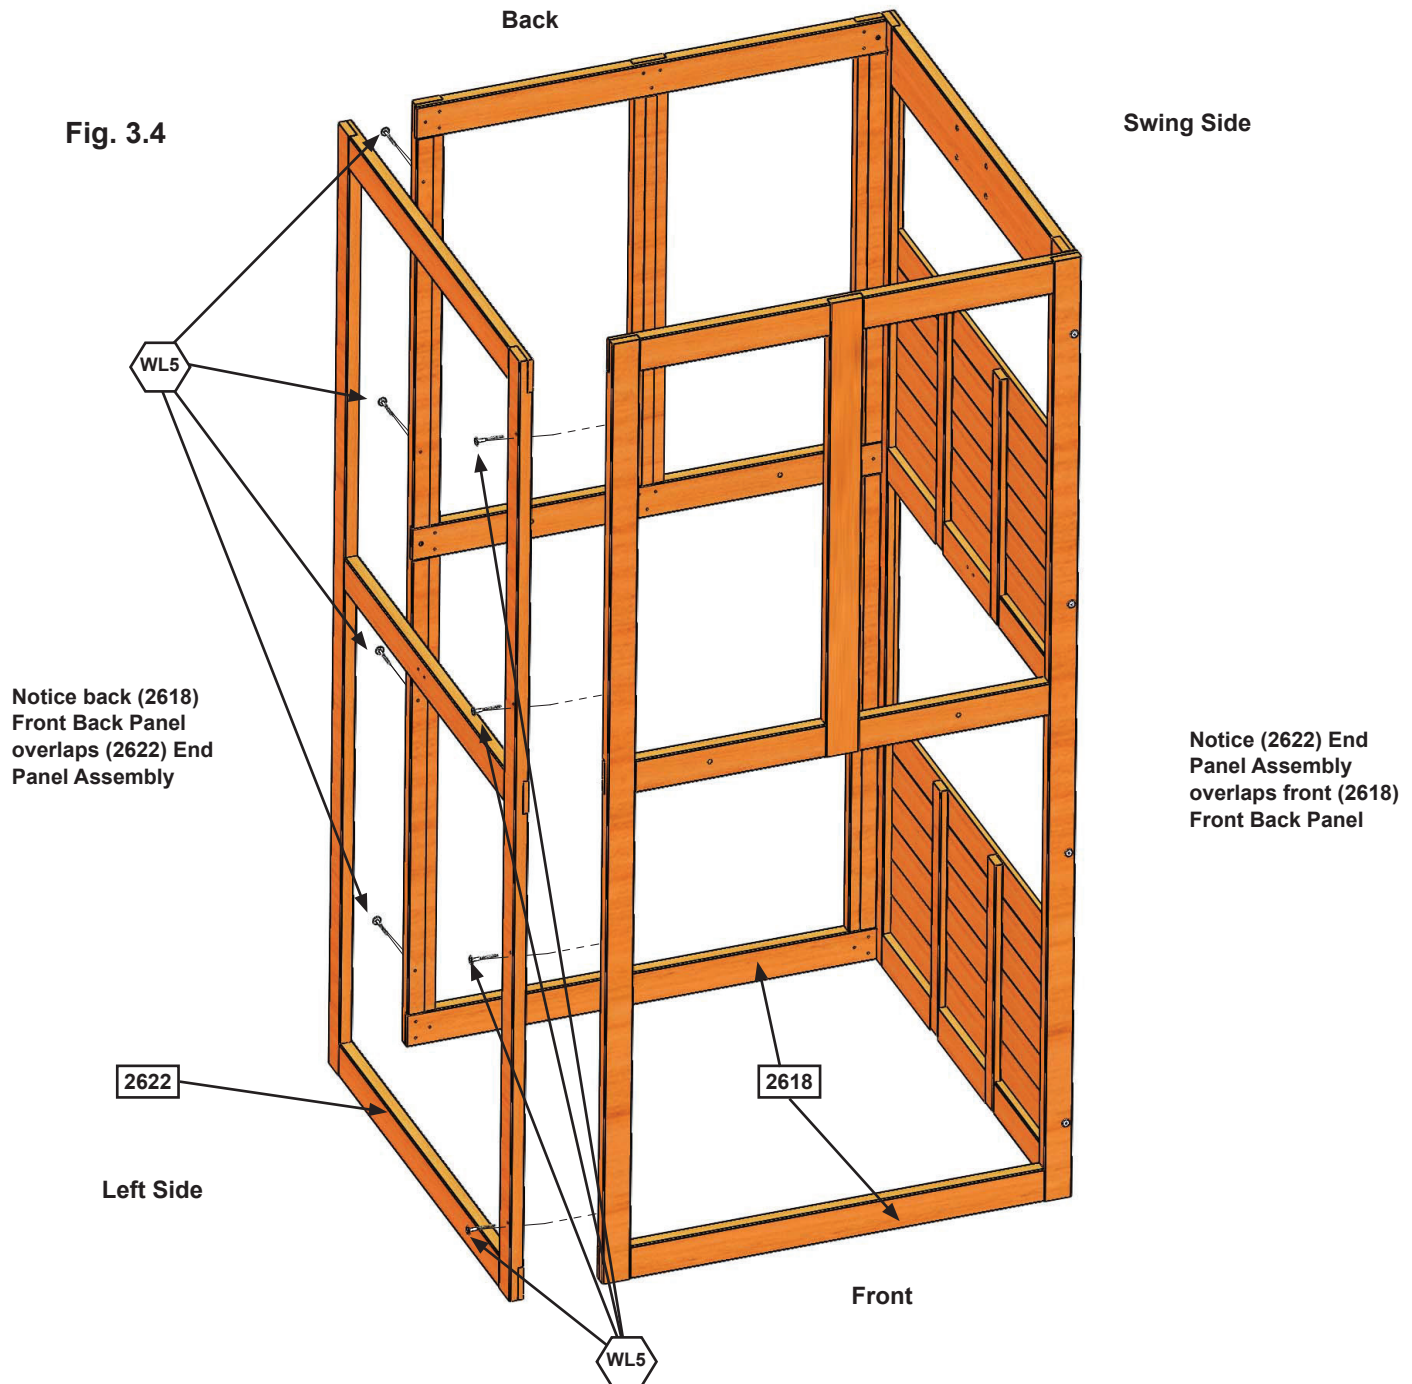 Back
Fig. 3.4
Swing Side
WL5
Notice back (2618)
Front Back Panel
overlaps (2622) End
Panel Assembly
Notice (2622) End
Panel Assembly
overlaps front (2618)
Front Back Panel
2622
2618
Left Side
Front
WL5